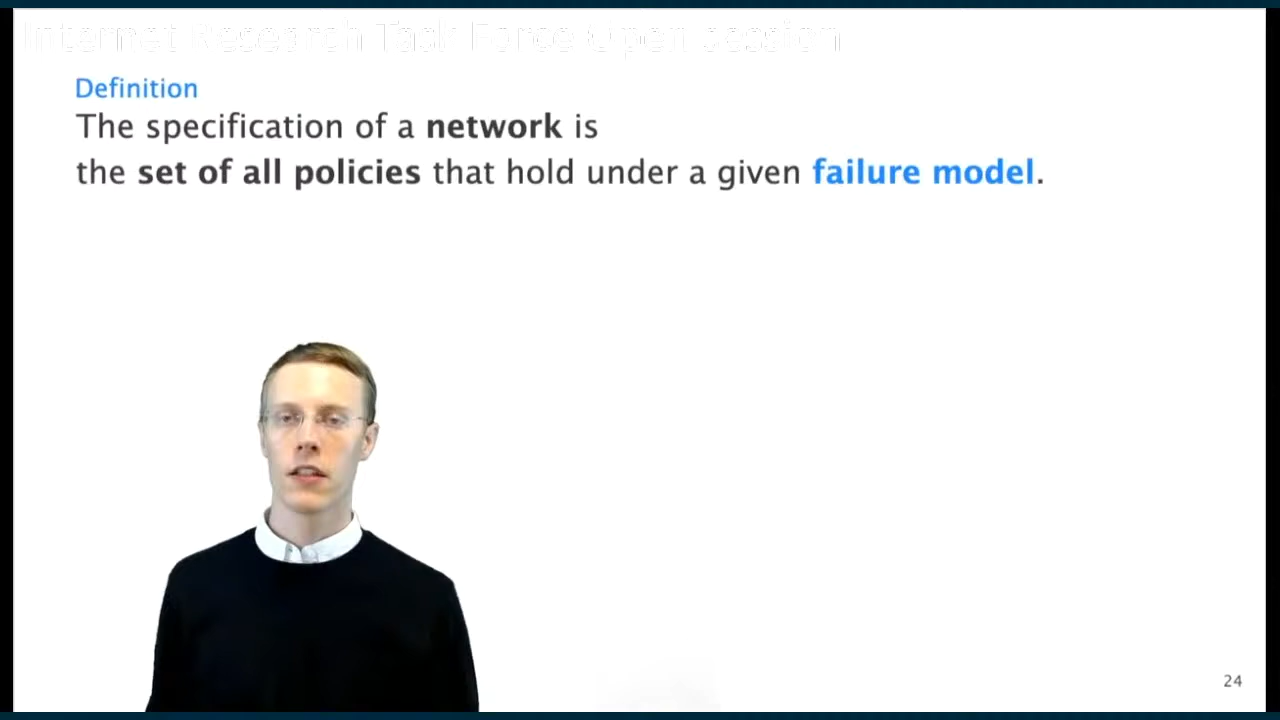 Internet Research Task Force Open Session
Definition
The specification of a network is
the set of all policies that hold under a given failure model.
24